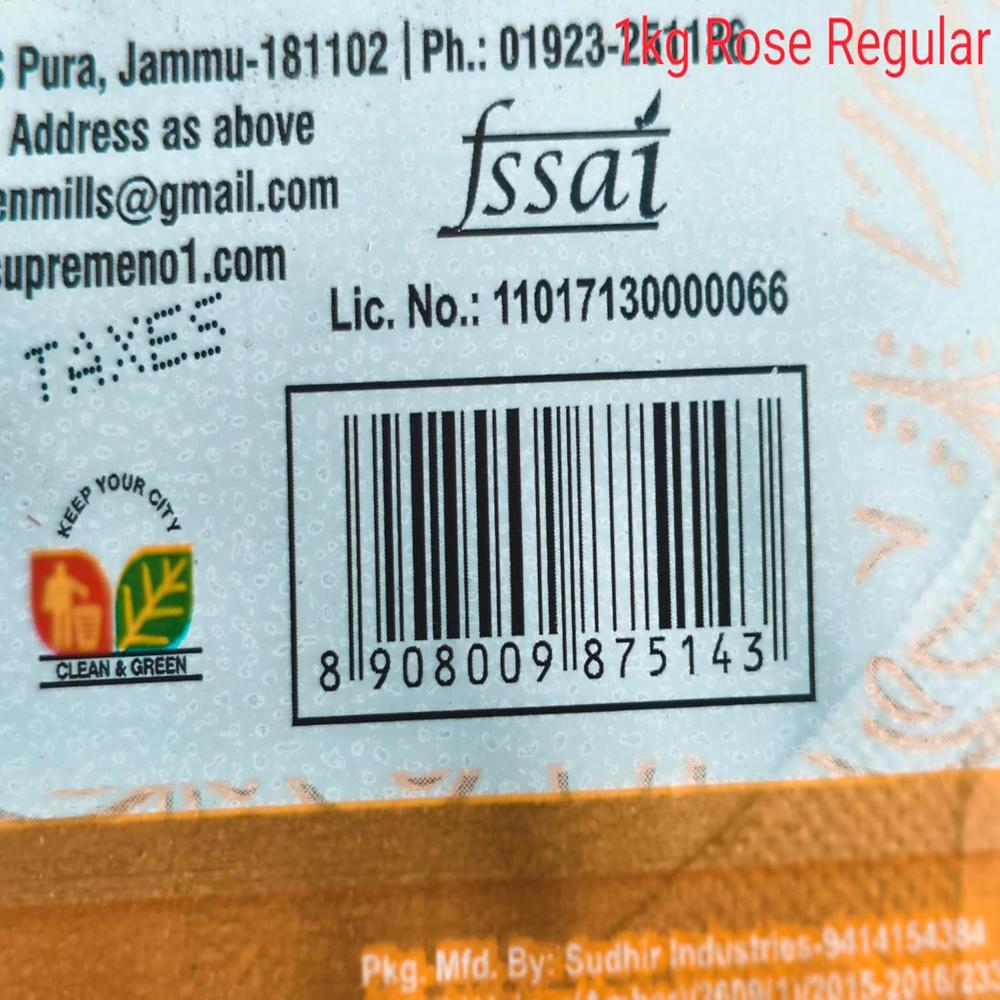 Pura, Jammu-181102 | Ph.: 01923-251186
1kg Rose Regular
Address as above
enmills@gmail.com
supremeno1.com
TAXES
fssai
Lic. No.: 11017130000066
8 908009 875143
KEEP YOUR CITY
CLEAN & GREEN
Pkg. Mfd. By: Sudhir Industries-9414154384